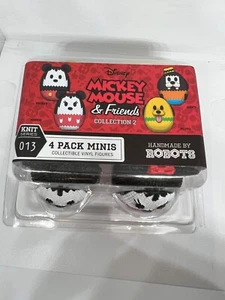 Disney
MICKEY MOUSE
& Friends
COLLECTION 2
KNIT
SERIES
013
4 PACK MINIS
COLLECTIBLE VINYL FIGURES
HANDMADE BY
ROBOTS